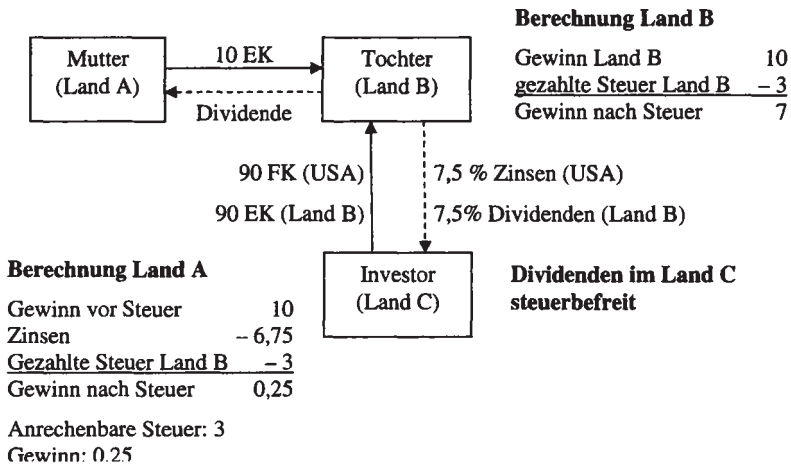 Mutter
(Land A)
10 EK
Dividende
Tochter
(Land B)
Berechnung Land B
Gewinn Land B 10
gezahlte Steuer Land B – 3
Gewinn nach Steuer 7
90 FK (USA)
90 EK (Land B)
7,5 % Zinsen (USA)
7,5% Dividenden (Land B)
Investor
(Land C)
Dividenden im Land C
steuerbefreit
Berechnung Land A
Gewinn vor Steuer 10
Zinsen – 6,75
Gezahlte Steuer Land B – 3
Gewinn nach Steuer 0,25
Anrechenbare Steuer: 3
Gewinn: 0,25